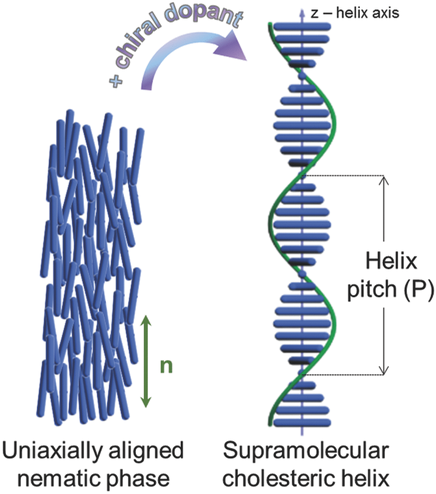 + chiral dopant
z – helix axis
n
Helix
pitch (P)
Uniaxially aligned
nematic phase
Supramolecular
cholesteric helix